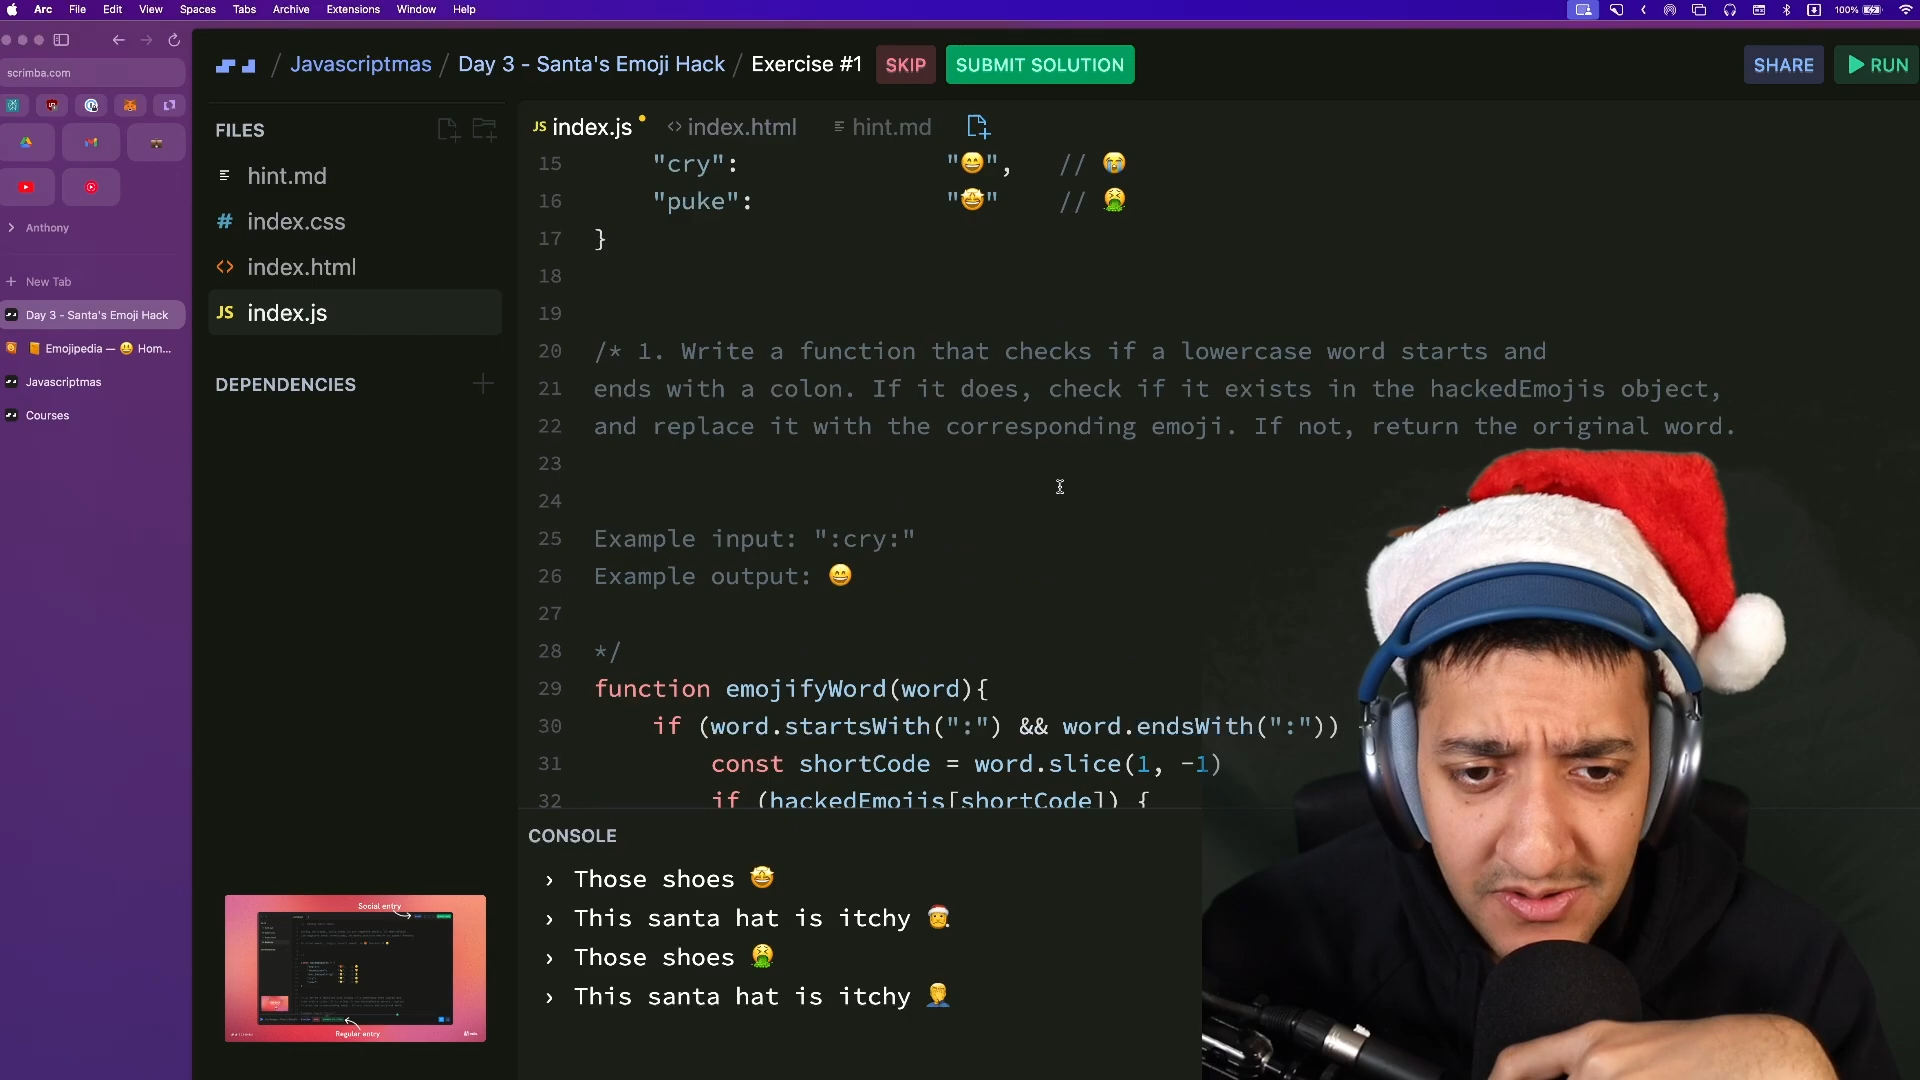 Arc File Edit View Spaces Tabs Archive Extensions Window Help
100%
scrimba.com
Anthony
New Tab
Day 3 - Santa's Emoji Hack
Emojipedia — 😃 Hom...
Javascriptmas
Courses
/ Javascriptmas / Day 3 - Santa's Emoji Hack / Exercise #1 SKIP SUBMIT SOLUTION SHARE RUN
FILES
hint.md
# index.css
<> index.html
JS index.js
DEPENDENCIES
JS index.js <> index.html hint.md
15 "cry": "😄", // 😭
16 "puke": "🤩" // 🤮
17 }
18
19
20 /* 1. Write a function that checks if a lowercase word starts and
21 ends with a colon. If it does, check if it exists in the hackedEmojis object,
22 and replace it with the corresponding emoji. If not, return the original word.
23
24
25 Example input: ":cry:"
26 Example output: 😄
27
28 */
29 function emojifyWord(word){
30 if (word.startsWith(":") && word.endsWith(":"))
31 const shortCode = word.slice(1, -1)
32 if (hackedEmojis[shortCode]) {
CONSOLE
› Those shoes 🤩
› This santa hat is itchy 🎅
› Those shoes 🤮
› This santa hat is itchy 🤦
Social entry
Regular entry